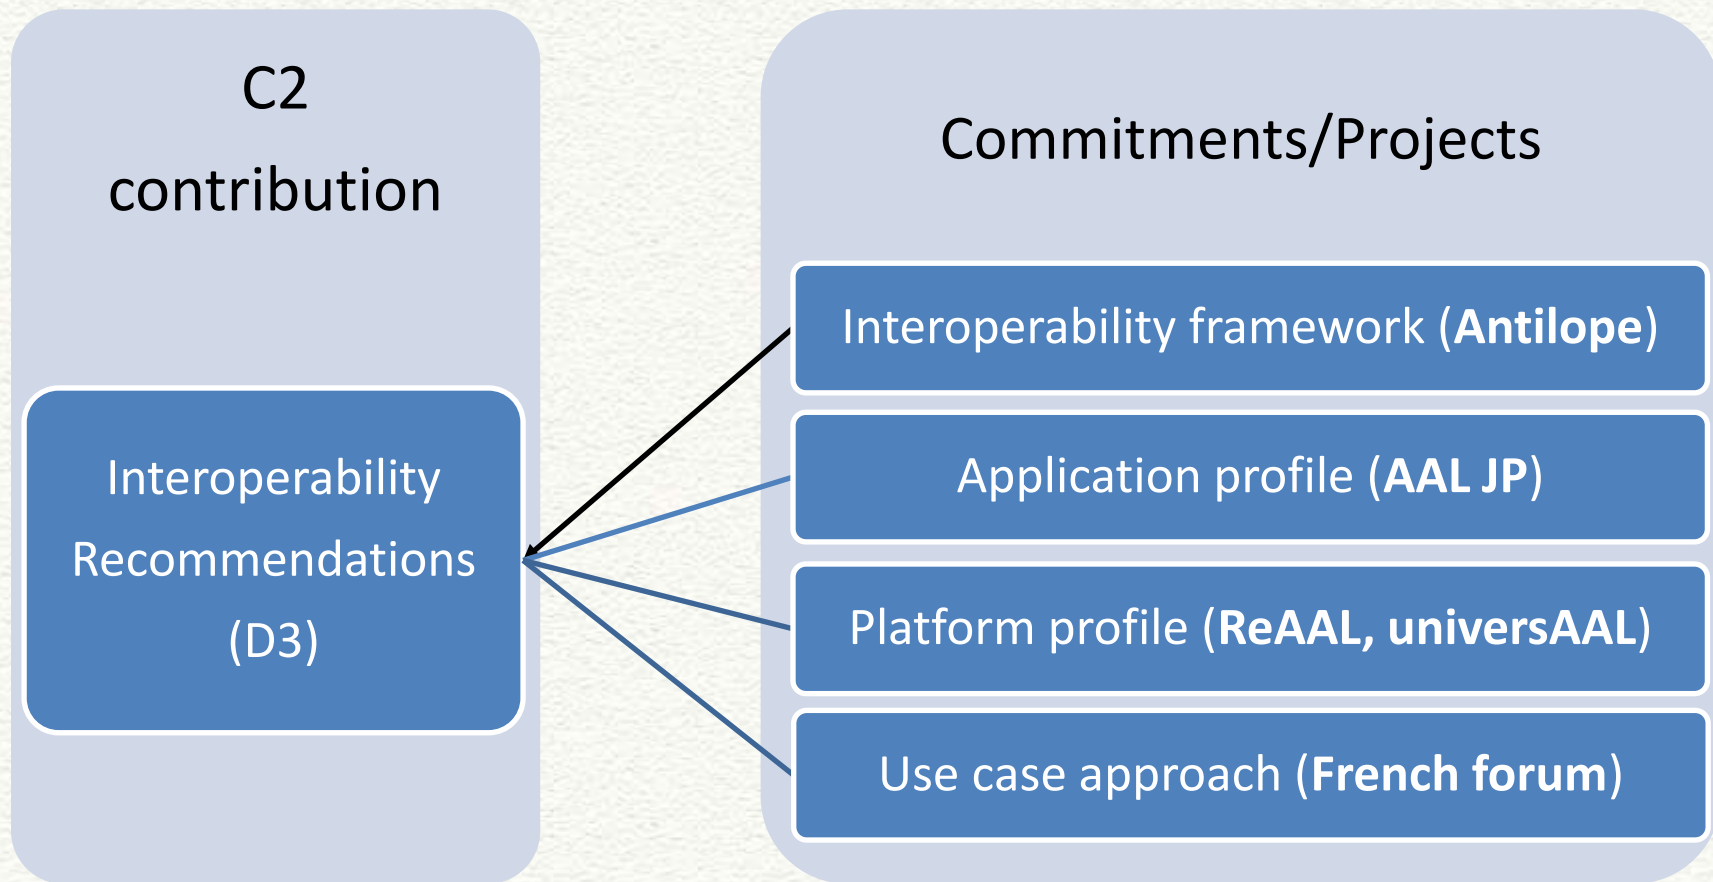 C2
contribution
Interoperability
Recommendations
(D3)
Commitments/Projects
Interoperability framework (Antilope)
Application profile (AAL JP)
Platform profile (ReAAL, universAAL)
Use case approach (French forum)